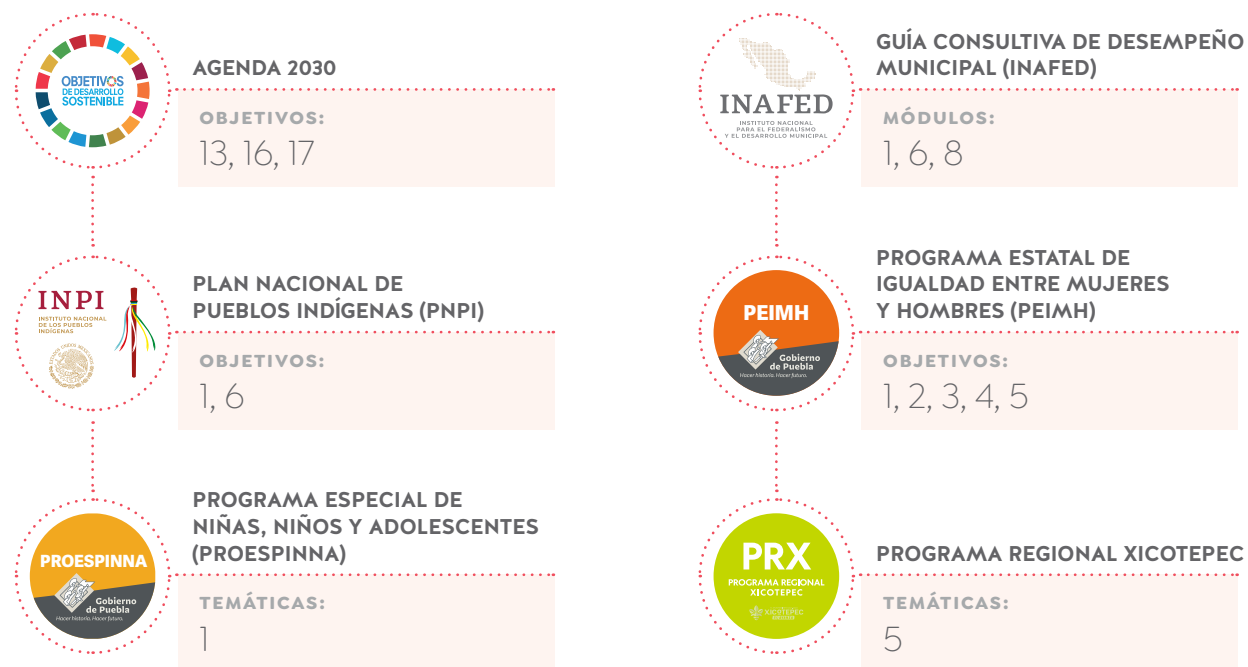 OBJETIVOS
DE DESARROLLO
SOSTENIBLE
AGENDA 2030
OBJETIVOS:
13, 16, 17
INPI
INSTITUTO NACIONAL
DE LOS PUEBLOS
INDÍGENAS
PLAN NACIONAL DE
PUEBLOS INDÍGENAS (PNPI)
OBJETIVOS:
1, 6
PROESPINNA
Gobierno
de Puebla
Hacer historia. Hacer futuro.
PROGRAMA ESPECIAL DE
NIÑAS, NIÑOS Y ADOLESCENTES
(PROESPINNA)
TEMÁTICAS:
1
INAFED
INSTITUTO NACIONAL
PARA EL FEDERALISMO
Y EL DESARROLLO MUNICIPAL
GUÍA CONSULTIVA DE DESEMPEÑO
MUNICIPAL (INAFED)
MÓDULOS:
1, 6, 8
PEIMH
Gobierno
de Puebla
Hacer historia. Hacer futuro.
PROGRAMA ESTATAL DE
IGUALDAD ENTRE MUJERES
Y HOMBRES (PEIMH)
OBJETIVOS:
1, 2, 3, 4, 5
PRX
PROGRAMA REGIONAL
XICOTEPEC
XICOTEPEC
PROGRAMA REGIONAL XICOTEPEC
TEMÁTICAS:
5